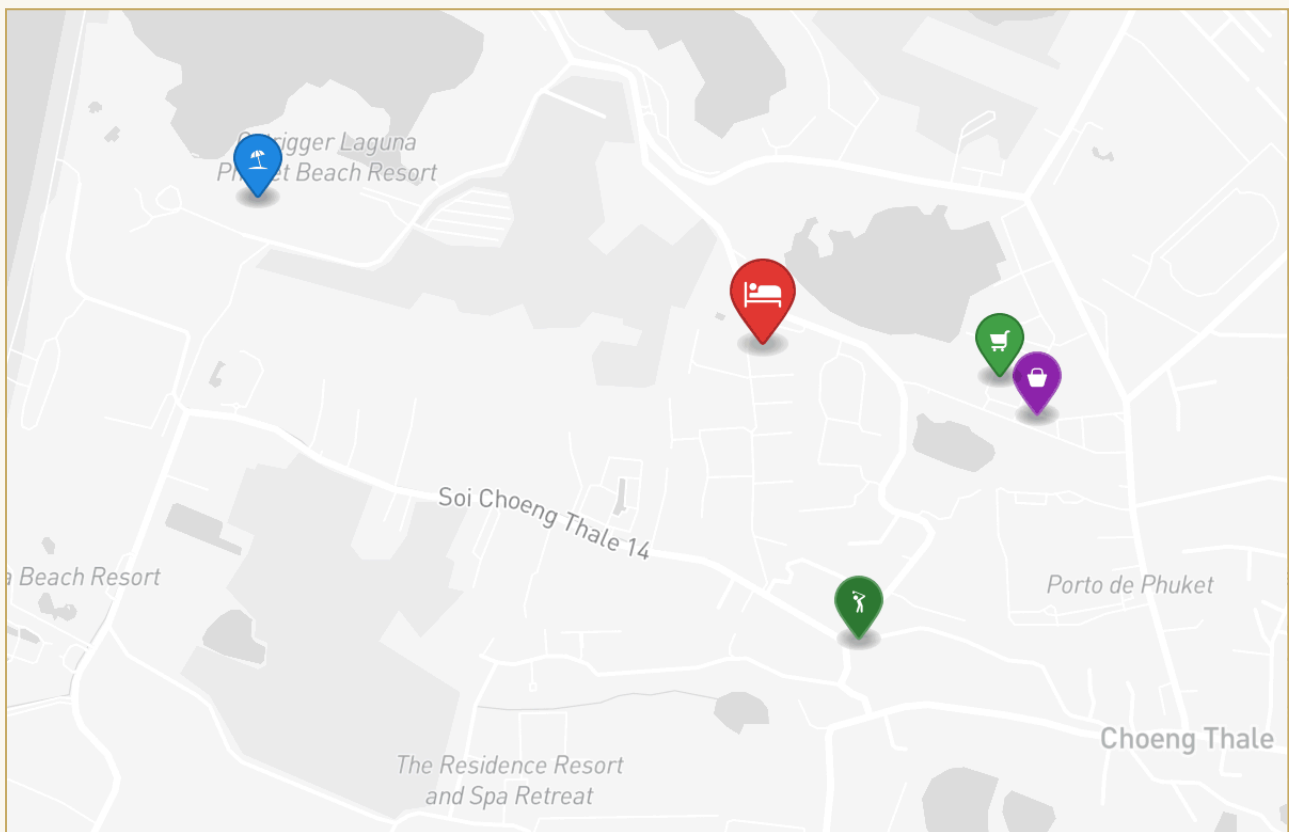 Laguna
Beach Resort
Soi Choeng Thale 14
Beach Resort
Porto de Phuket
Choeng Thale
The Residence Resort
and Spa Retreat